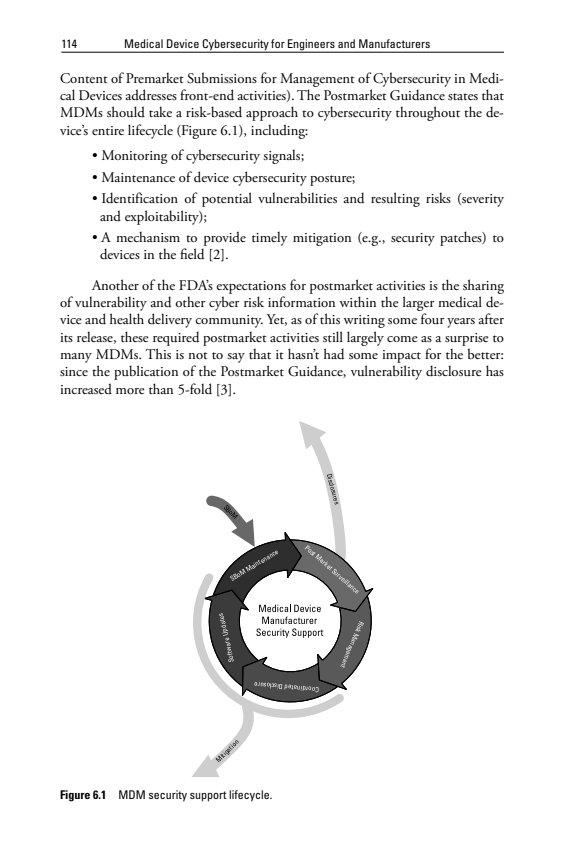 114 Medical Device Cybersecurity for Engineers and Manufacturers
Content of Premarket Submissions for Management of Cybersecurity in Medi-
cal Devices addresses front-end activities). The Postmarket Guidance states that
MDMs should take a risk-based approach to cybersecurity throughout the de-
vice's entire lifecycle (Figure 6.1), including:
• Monitoring of cybersecurity signals;
• Maintenance of device cybersecurity posture;
• Identification of potential vulnerabilities and resulting risks (severity
and exploitability);
• A mechanism to provide timely mitigation (e.g., security patches) to
devices in the field [2].
Another of the FDA's expectations for postmarket activities is the sharing
of vulnerability and other cyber risk information within the larger medical de-
vice and health delivery community. Yet, as of this writing some four years after
its release, these required postmarket activities still largely come as a surprise to
many MDMs. This is not to say that it hasn't had some impact for the better:
since the publication of the Postmarket Guidance, vulnerability disclosure has
increased more than 5-fold [3].
Disclosures
SBoM
SBoM Maintenance
Post Market Surveillance
Medical Device
Manufacturer
Security Support
Software Updates
Risk Management
Coordinated Disclosure
Mitigation
Figure 6.1 MDM security support lifecycle.